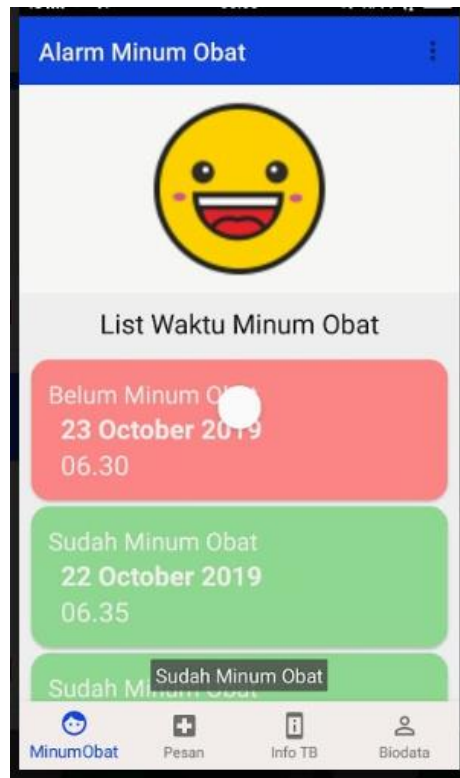 Alarm Minum Obat
List Waktu Minum Obat
Belum Minum
23 October 2019
06.30
Sudah Minum Obat
22 October 2019
06.35
Sudah Minum Obat
Sudah
MinumObat
Pesan
Info TB
Biodata